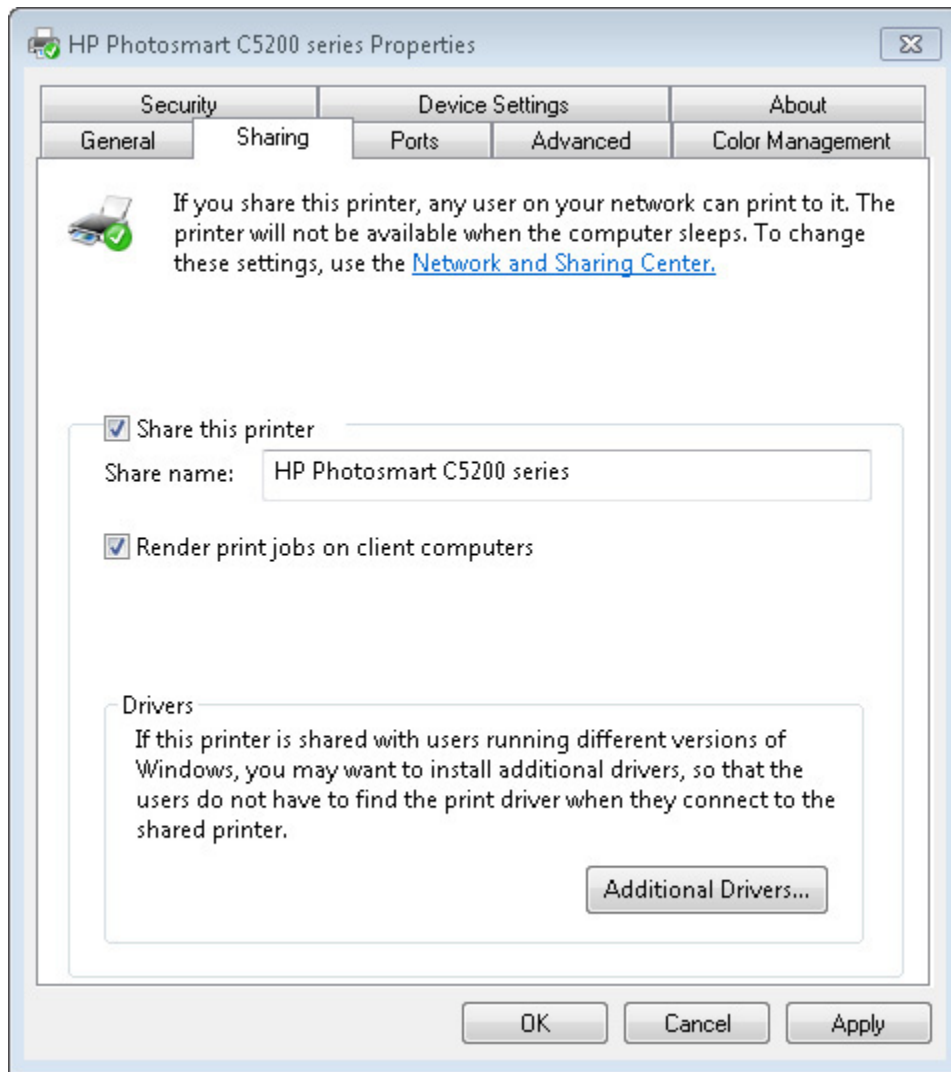 HP Photosmart C5200 series Properties
Security Device Settings About
General Sharing Ports Advanced Color Management
If you share this printer, any user on your network can print to it. The
printer will not be available when the computer sleeps. To change
these settings, use the Network and Sharing Center.
Share this printer
Share name: HP Photosmart C5200 series
Render print jobs on client computers
Drivers
If this printer is shared with users running different versions of
Windows, you may want to install additional drivers, so that the
users do not have to find the print driver when they connect to the
shared printer.
Additional Drivers...
OK Cancel Apply